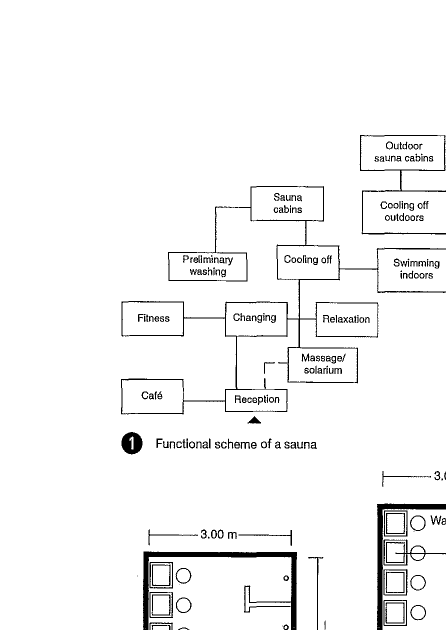 Outdoor
sauna cabins
Sauna
cabins
Cooling off
outdoors
Preliminary
washing
Cooling off
Swimming
indoors
Fitness
Changing
Relaxation
Massage/
solarium
Café
Reception
1 Functional scheme of a sauna
3.00 m